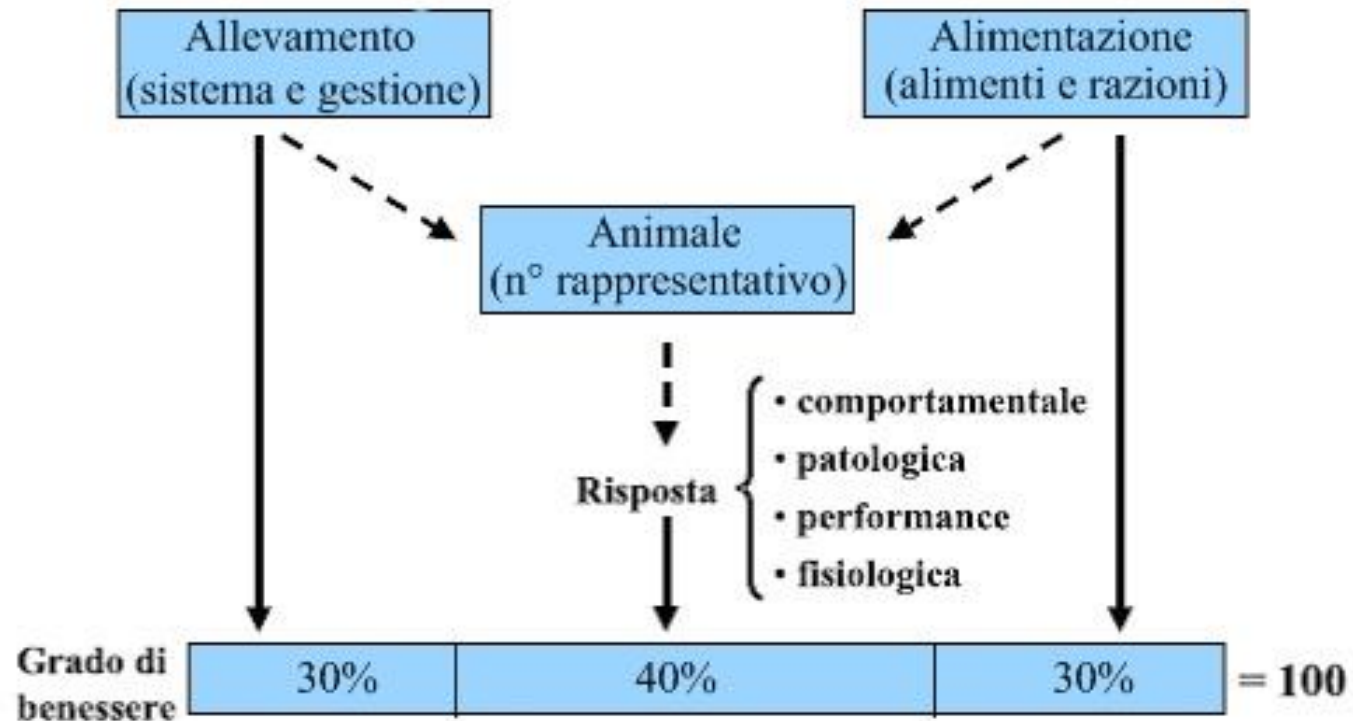 Allevamento
(sistema e gestione)
Alimentazione
(alimenti e razioni)
Animale
(n° rappresentativo)
Risposta
• comportamentale
• patologica
• performance
• fisiologica
Grado di
benessere
30%
40%
30%
= 100